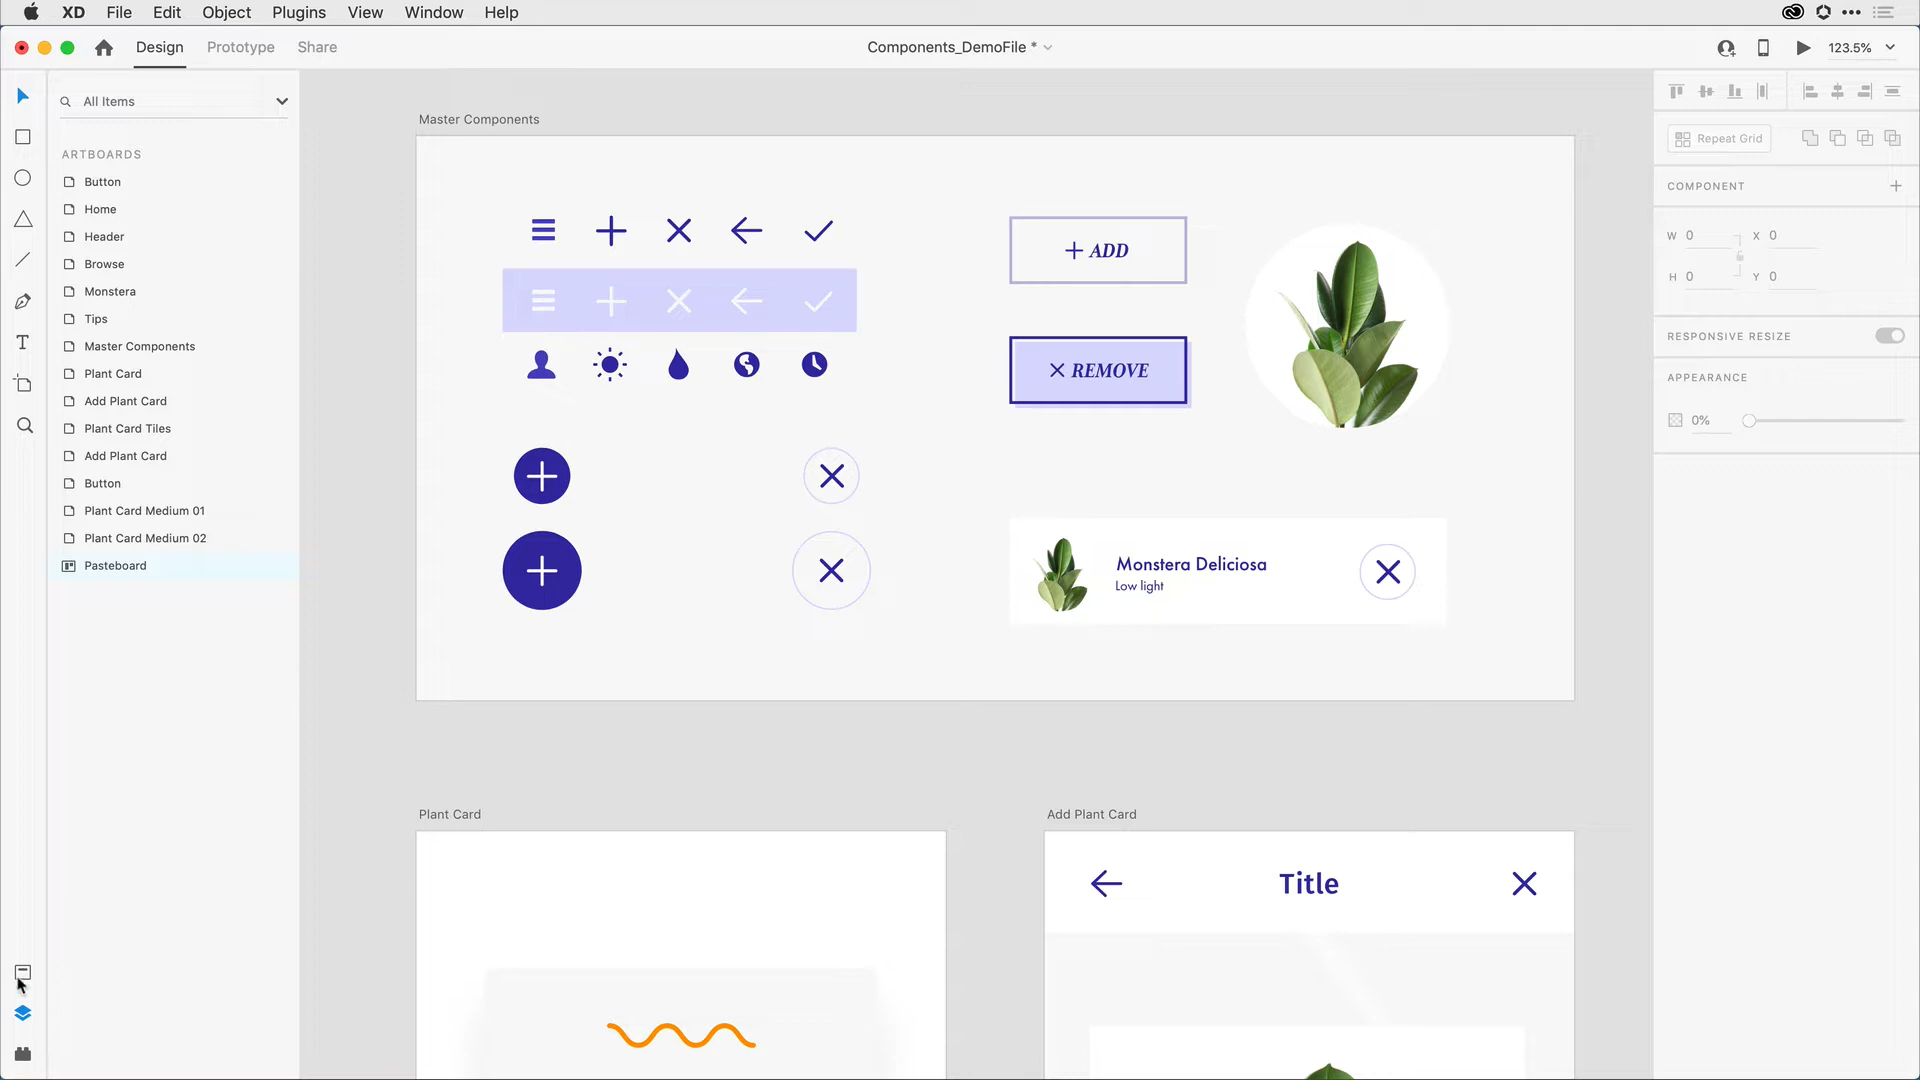 XD File Edit Object Plugins View Window Help
Design Prototype Share
Components_DemoFile *
123.5%
All Items
ARTBOARDS
Button
Home
Header
Browse
Monstera
Tips
Master Components
Plant Card
Add Plant Card
Plant Card Tiles
Add Plant Card
Button
Plant Card Medium 01
Plant Card Medium 02
Pasteboard
Master Components
ADD
REMOVE
Monstera Deliciosa
Low light
Plant Card
Add Plant Card
Title
Repeat Grid
COMPONENT
W 0 X 0
H 0 Y 0
RESPONSIVE RESIZE
APPEARANCE
0%